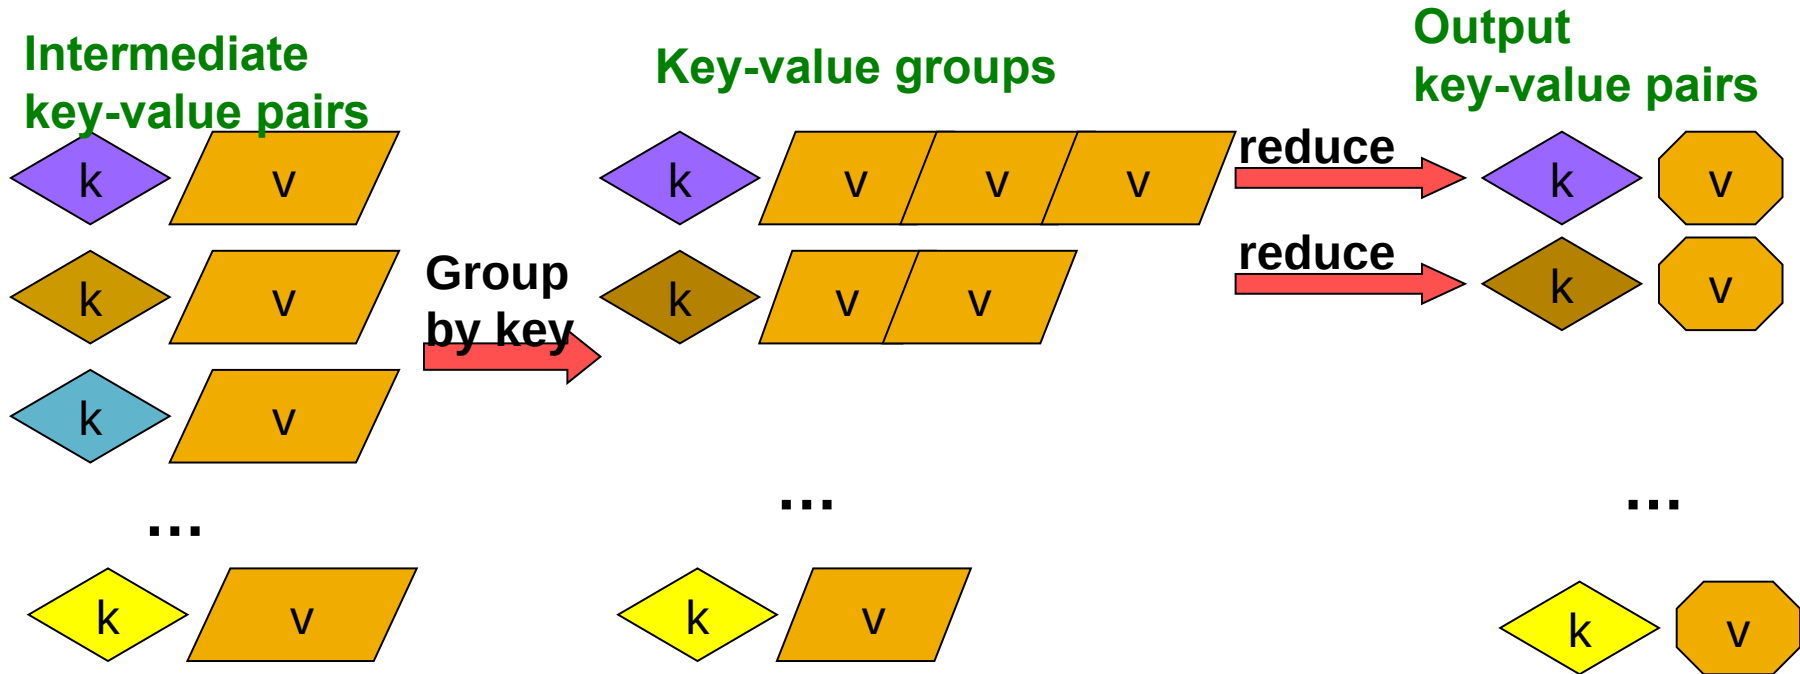 Intermediate
key-value pairs
Key-value groups
Output
key-value pairs
k v
k v v v
reduce
k v
k v
Group
by key
k v v
reduce
k v
k v
...
...
...
k v
k v
k v